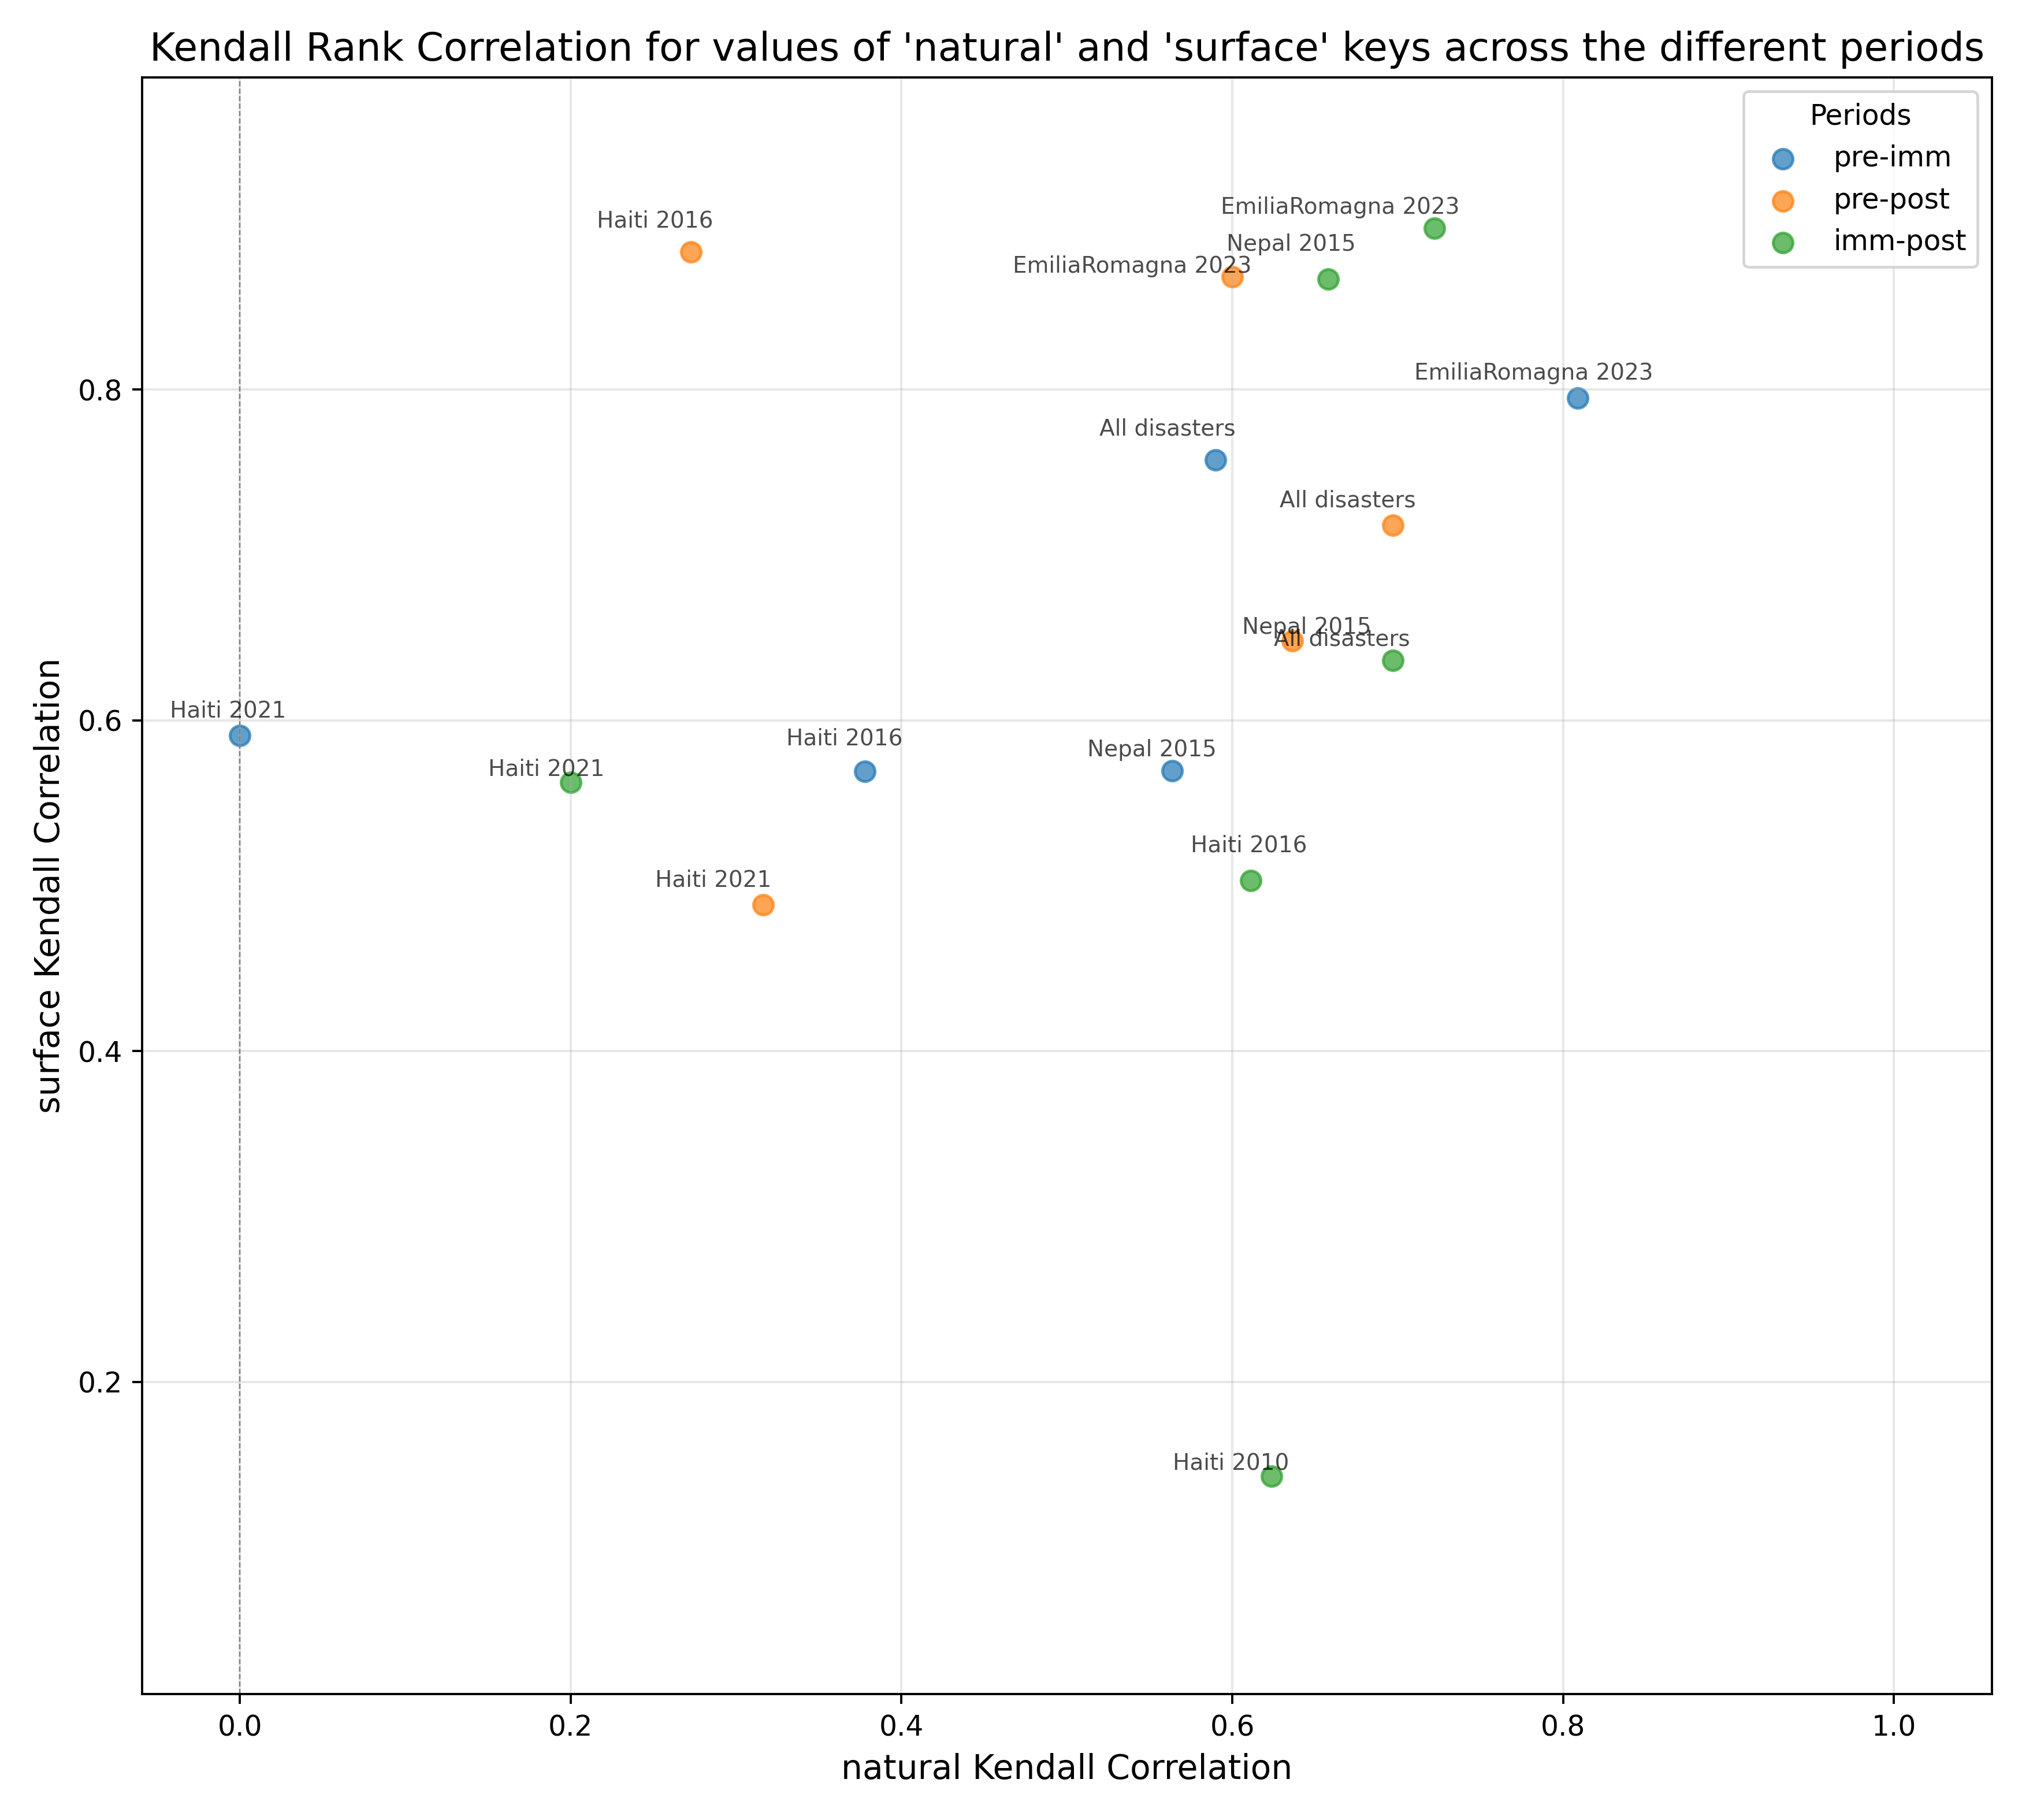 Kendall Rank Correlation for values of 'natural' and 'surface' keys across the different periods
Periods
pre-imm
pre-post
imm-post
EmiliaRomagna 2023
Haiti 2016
Nepal 2015
EmiliaRomagna 2023
EmiliaRomagna 2023
All disasters
All disasters
Nepal 2015
All disasters
Haiti 2021
Haiti 2016
Nepal 2015
Haiti 2021
Haiti 2016
Haiti 2021
Haiti 2010
0.8
0.6
0.4
0.2
surface Kendall Correlation
0.0
0.2
0.4
0.6
0.8
1.0
natural Kendall Correlation